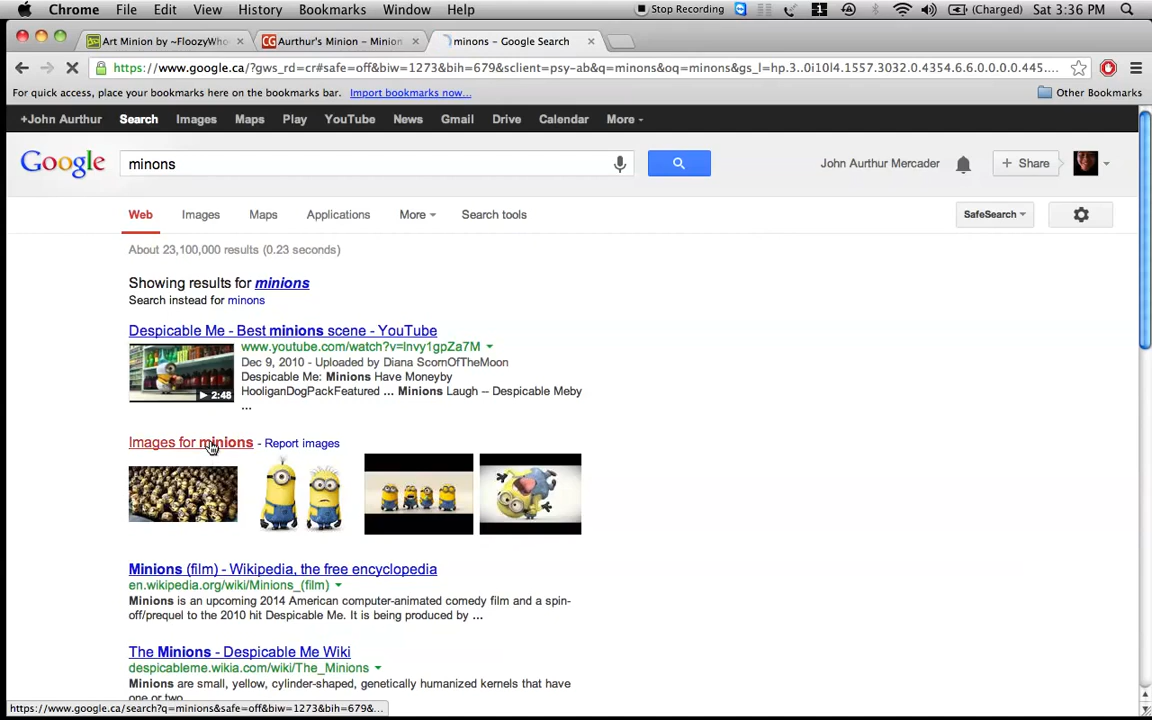 Chrome File Edit View History Bookmarks Window Help Stop Recording 1 (Charged) Sat 3:36 PM
Art Minion by ~FloozyWho × Aurthur's Minion – Minion × minons – Google Search ×
https://www.google.ca/?gws_rd=cr#safe=off&biw=1273&bih=679&sclient=psy-ab&q=minons&oq=minons&gs_l=hp.3..0i10l4.1557.3032.0.4354.6.6.0.0.0.0.445....
For quick access, place your bookmarks here on the bookmarks bar. Import bookmarks now... Other Bookmarks
+John Aurthur Search Images Maps Play YouTube News Gmail Drive Calendar More
Google minons John Aurthur Mercader + Share
Web Images Maps Applications More Search tools SafeSearch
About 23,100,000 results (0.23 seconds)
Showing results for minions
Search instead for minons
Despicable Me - Best minions scene - YouTube
www.youtube.com/watch?v=lnvy1gpZa7M
Dec 9, 2010 - Uploaded by Diana ScornOfTheMoon
Despicable Me: Minions Have Moneyby
HooliganDogPackFeatured ... Minions Laugh -- Despicable Meby
...
2:48
Images for minions - Report images
Minions (film) - Wikipedia, the free encyclopedia
en.wikipedia.org/wiki/Minions_(film)
Minions is an upcoming 2014 American computer-animated comedy film and a spin-
off/prequel to the 2010 hit Despicable Me. It is being produced by ...
The Minions - Despicable Me Wiki
despicableme.wikia.com/wiki/The_Minions
Minions are small, yellow, cylinder-shaped, genetically humanized kernels that have
one or two
https://www.google.ca/search?q=minions&safe=off&biw=1273&bih=679&...